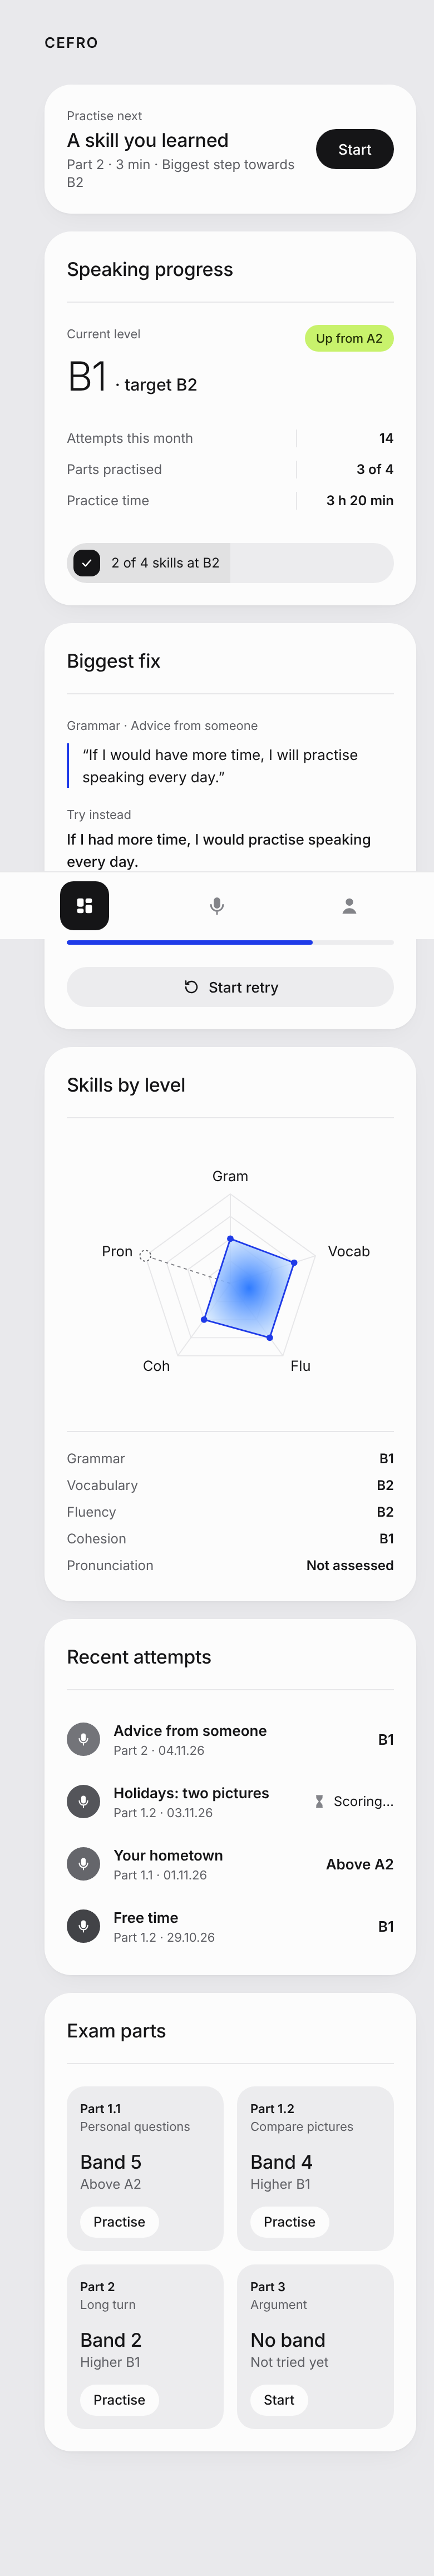 CEFRO
Practise next
A skill you learned
Part 2 · 3 min · Biggest step towards
B2
Start
Speaking progress
Current level
Up from A2
B1 · target B2
Attempts this month 14
Parts practised 3 of 4
Practice time 3 h 20 min
2 of 4 skills at B2
Biggest fix
Grammar · Advice from someone
“If I would have more time, I will practise
speaking every day.”
Try instead
If I had more time, I would practise speaking
every day.
Start retry
Skills by level
Gram
Pron
Vocab
Coh
Flu
Grammar B1
Vocabulary B2
Fluency B2
Cohesion B1
Pronunciation Not assessed
Recent attempts
Advice from someone
Part 2 · 04.11.26
B1
Holidays: two pictures
Part 1.2 · 03.11.26
Scoring...
Your hometown
Part 1.1 · 01.11.26
Above A2
Free time
Part 1.2 · 29.10.26
B1
Exam parts
Part 1.1
Personal questions
Band 5
Above A2
Practise
Part 1.2
Compare pictures
Band 4
Higher B1
Practise
Part 2
Long turn
Band 2
Higher B1
Practise
Part 3
Argument
No band
Not tried yet
Start